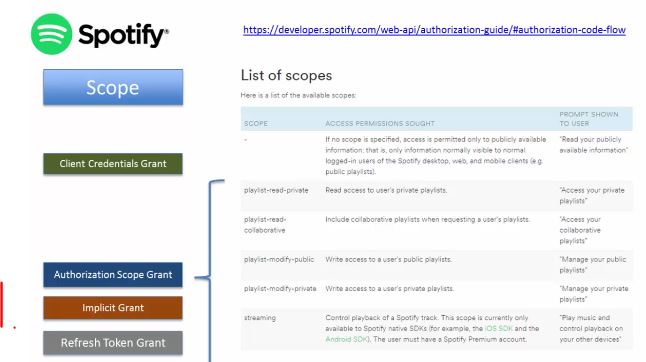 Spotify®
https://developer.spotify.com/web-api/authorization-guide/#authorization-code-flow
Scope
Client Credentials Grant
Authorization Scope Grant
Implicit Grant
Refresh Token Grant
List of scopes
Here is a list of the available scopes:
SCOPE ACCESS PERMISSIONS SOUGHT PROMPT SHOWN
TO USER
- If no scope is specified, access is permitted only to publicly available "Read your publicly
information: that is, only information normally visible to normal available information"
logged-in users of the Spotify desktop, web, and mobile clients (e.g.
public playlists).
playlist-read-private Read access to user's private playlists. "Access your private
playlists"
playlist-read- Include collaborative playlists when requesting a user's playlists. "Access your
collaborative collaborative
playlists"
playlist-modify-public Write access to a user's public playlists. "Manage your public
playlists"
playlist-modify-private Write access to a user's private playlists. "Manage your private
playlists"
streaming Control playback of a Spotify track. This scope is currently only "Play music and
available to Spotify native SDKs (for example, the iOS SDK and the control playback on
Android SDK). The user must have a Spotify Premium account. your other devices"